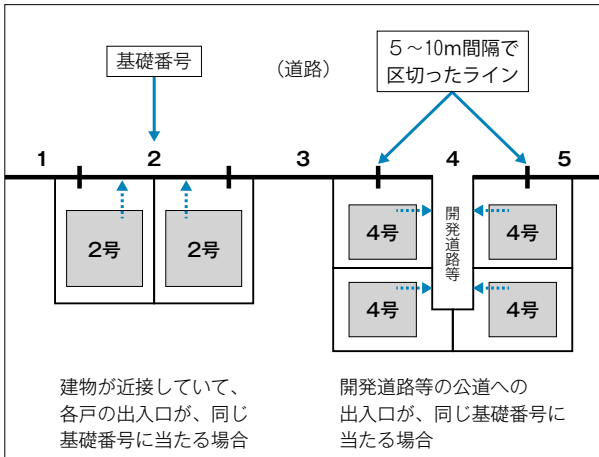 基礎番号
（道路）
５～10m間隔で
区切ったライン
1
2
3
4
5
2号
2号
開発道路等
4号
4号
4号
4号
建物が近接していて、
各戸の出入口が、同じ
基礎番号に当たる場合
開発道路等の公道への
出入口が、同じ基礎番号に
当たる場合